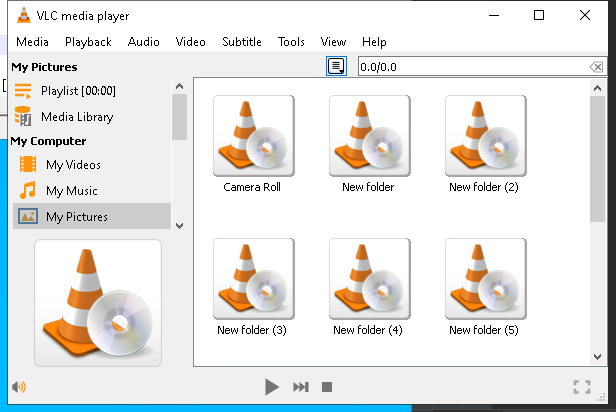 VLC media player
Media Playback Audio Video Subtitle Tools View Help
My Pictures
0.0/0.0
Playlist [00:00]
Media Library
My Computer
My Videos
My Music
My Pictures
Camera Roll
New folder
New folder (2)
New folder (3)
New folder (4)
New folder (5)